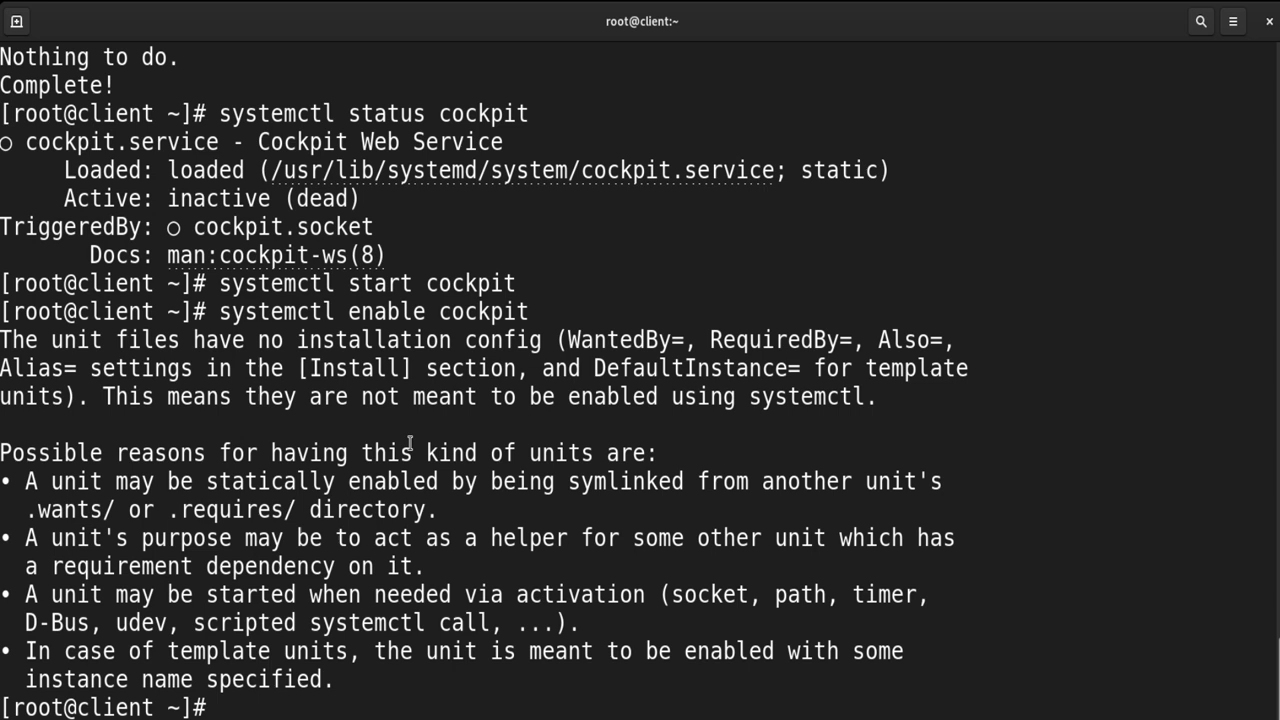 root@client:~
Nothing to do.
Complete!
[root@client ~]# systemctl status cockpit
○ cockpit.service - Cockpit Web Service
     Loaded: loaded (/usr/lib/systemd/system/cockpit.service; static)
     Active: inactive (dead)
TriggeredBy: ○ cockpit.socket
       Docs: man:cockpit-ws(8)
[root@client ~]# systemctl start cockpit
[root@client ~]# systemctl enable cockpit
The unit files have no installation config (WantedBy=, RequiredBy=, Also=,
Alias= settings in the [Install] section, and DefaultInstance= for template
units). This means they are not meant to be enabled using systemctl.

Possible reasons for having this kind of units are:
• A unit may be statically enabled by being symlinked from another unit's
  .wants/ or .requires/ directory.
• A unit's purpose may be to act as a helper for some other unit which has
  a requirement dependency on it.
• A unit may be started when needed via activation (socket, path, timer,
  D-Bus, udev, scripted systemctl call, ...).
• In case of template units, the unit is meant to be enabled with some
  instance name specified.
[root@client ~]#